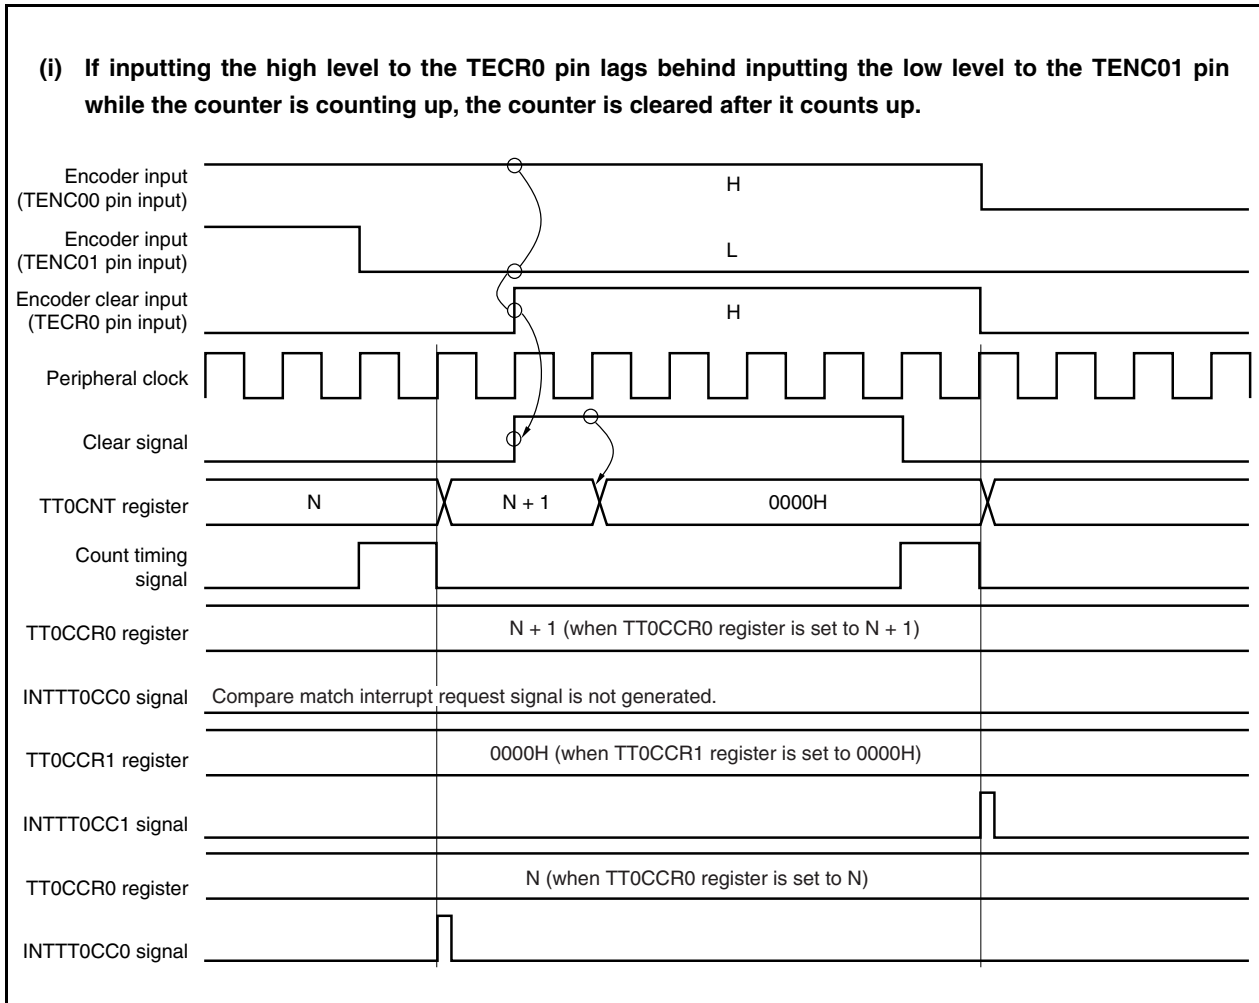 (i) If inputting the high level to the TECR0 pin lags behind inputting the low level to the TENC01 pin
while the counter is counting up, the counter is cleared after it counts up.
Encoder input
(TENC00 pin input)
H
Encoder input
(TENC01 pin input)
L
Encoder clear input
(TECR0 pin input)
H
Peripheral clock
Clear signal
TT0CNT register
N
N + 1
0000H
Count timing
signal
TT0CCR0 register
N + 1 (when TT0CCR0 register is set to N + 1)
INTTT0CC0 signal
Compare match interrupt request signal is not generated.
TT0CCR1 register
0000H (when TT0CCR1 register is set to 0000H)
INTTT0CC1 signal
TT0CCR0 register
N (when TT0CCR0 register is set to N)
INTTT0CC0 signal